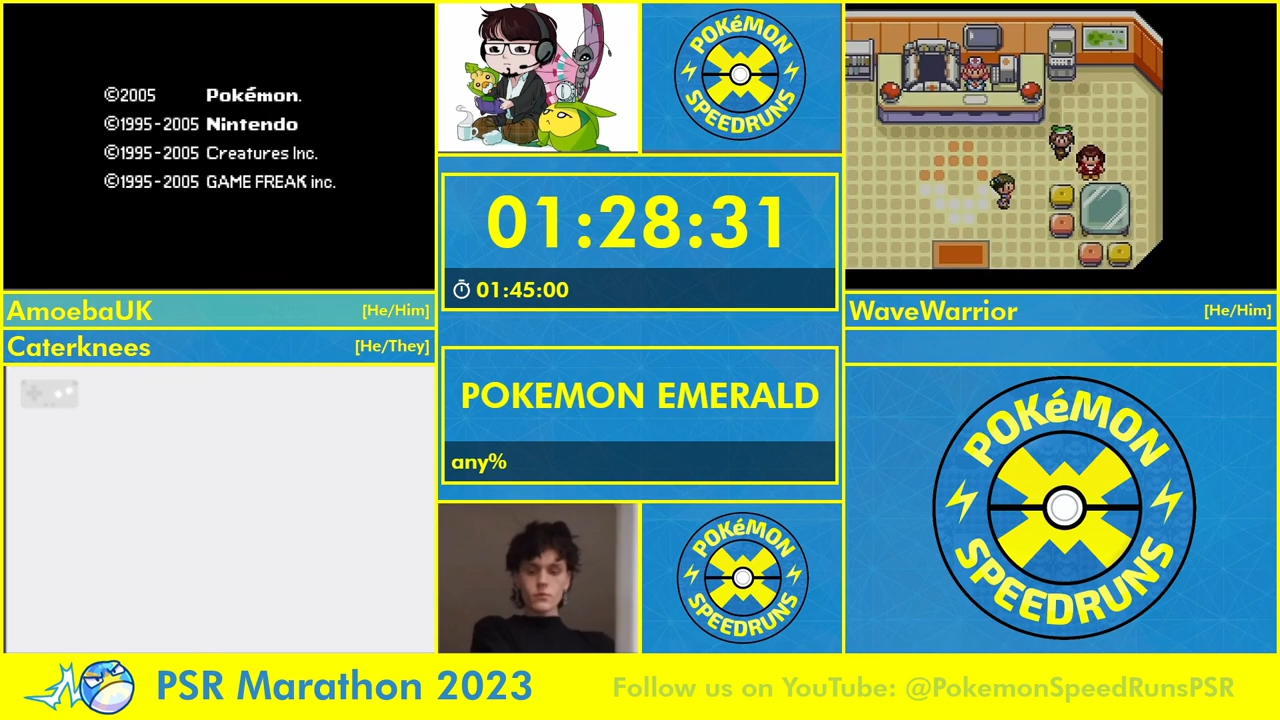 ©2005 Pokémon.
©1995-2005 Nintendo
©1995-2005 Creatures Inc.
©1995-2005 GAME FREAK inc.
AmoebaUK [He/Him]
Caterknees [He/They]
POKéMON
SPEEDRUNS
01:28:31
01:45:00
POKEMON EMERALD
any%
POKéMON
SPEEDRUNS
WaveWarrior [He/Him]
POKéMON
SPEEDRUNS
PSR Marathon 2023
Follow us on YouTube: @PokemonSpeedRunsPSR